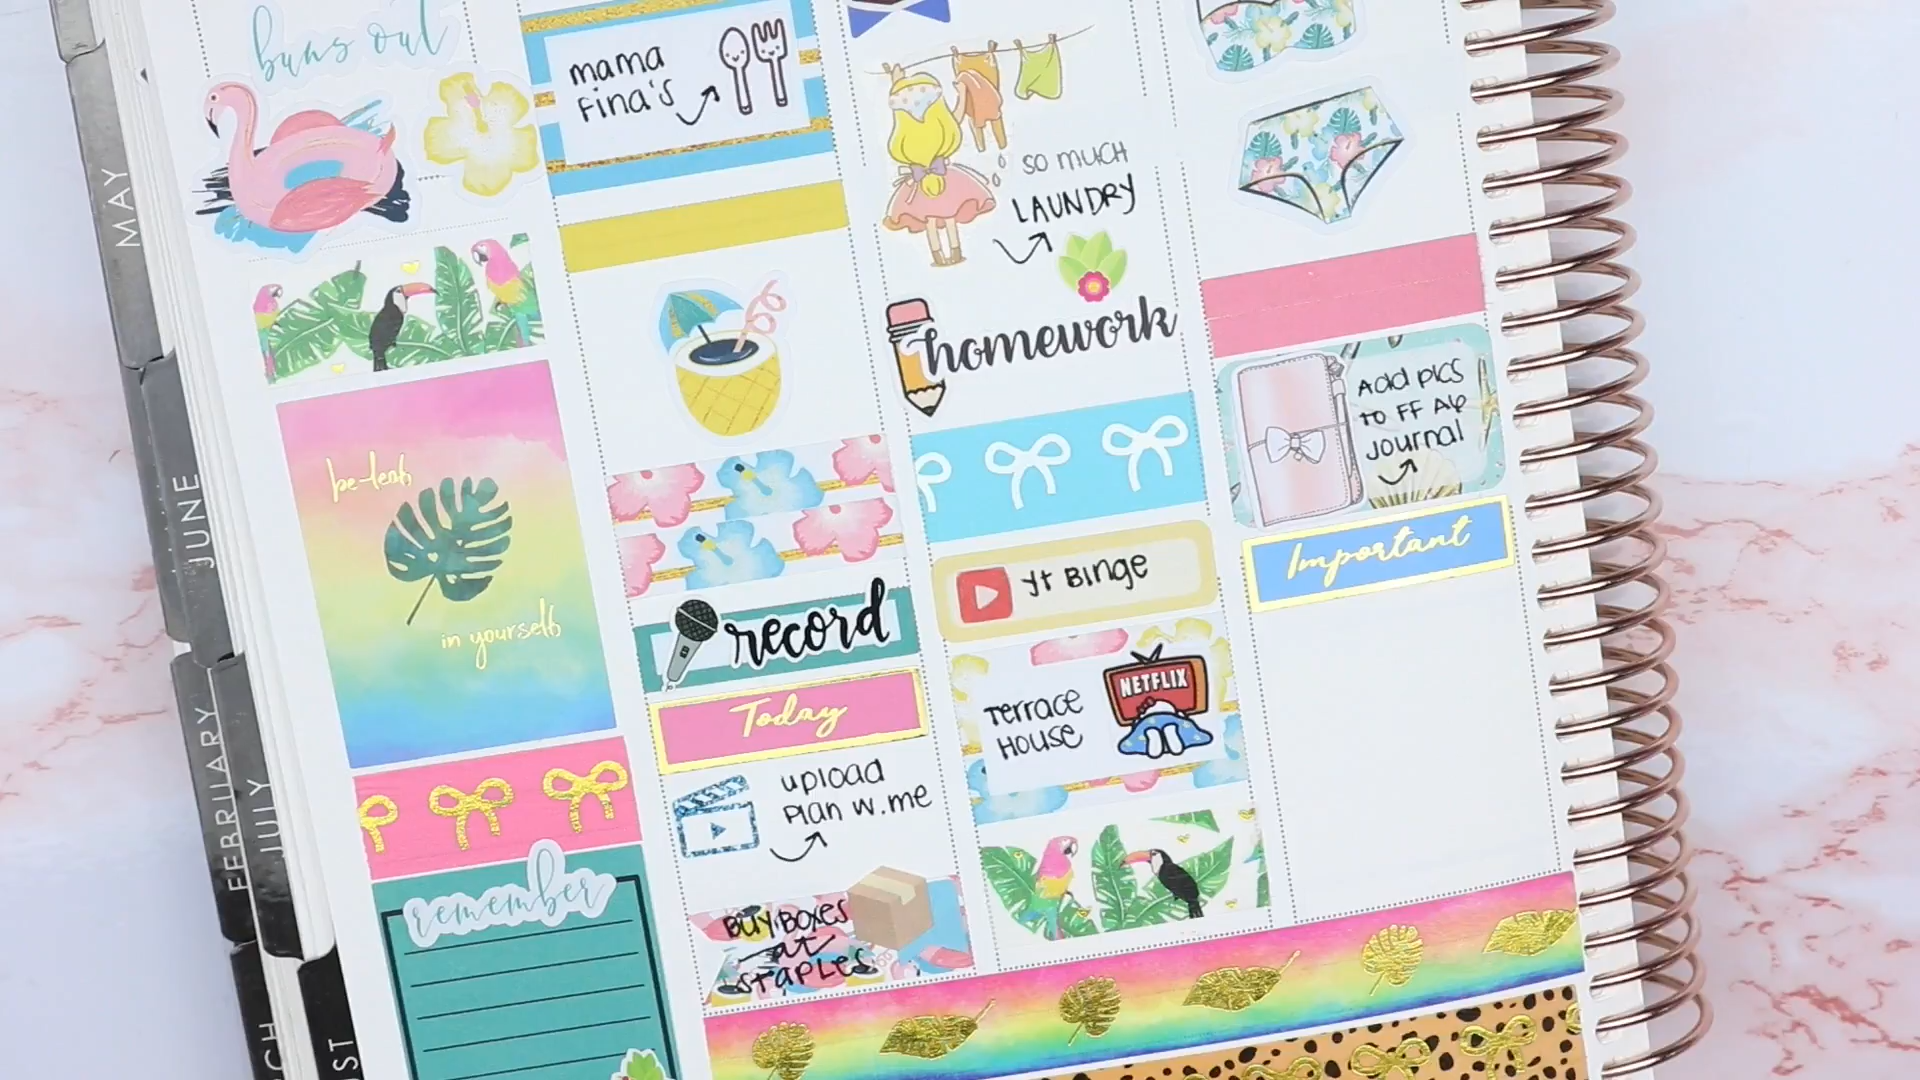 buns out
mama
Fina's
SO MUCH
LAUNDRY
homework
Add pics
to FF A6
Journal
Important
be-leaf
in yourself
record
Today
upload
Plan w.me
BUY BOXES
at
STAPLES
YT Binge
Terrace
House
NETFLIX
remember
MAY
JUNE
FEBRUARY
JULY